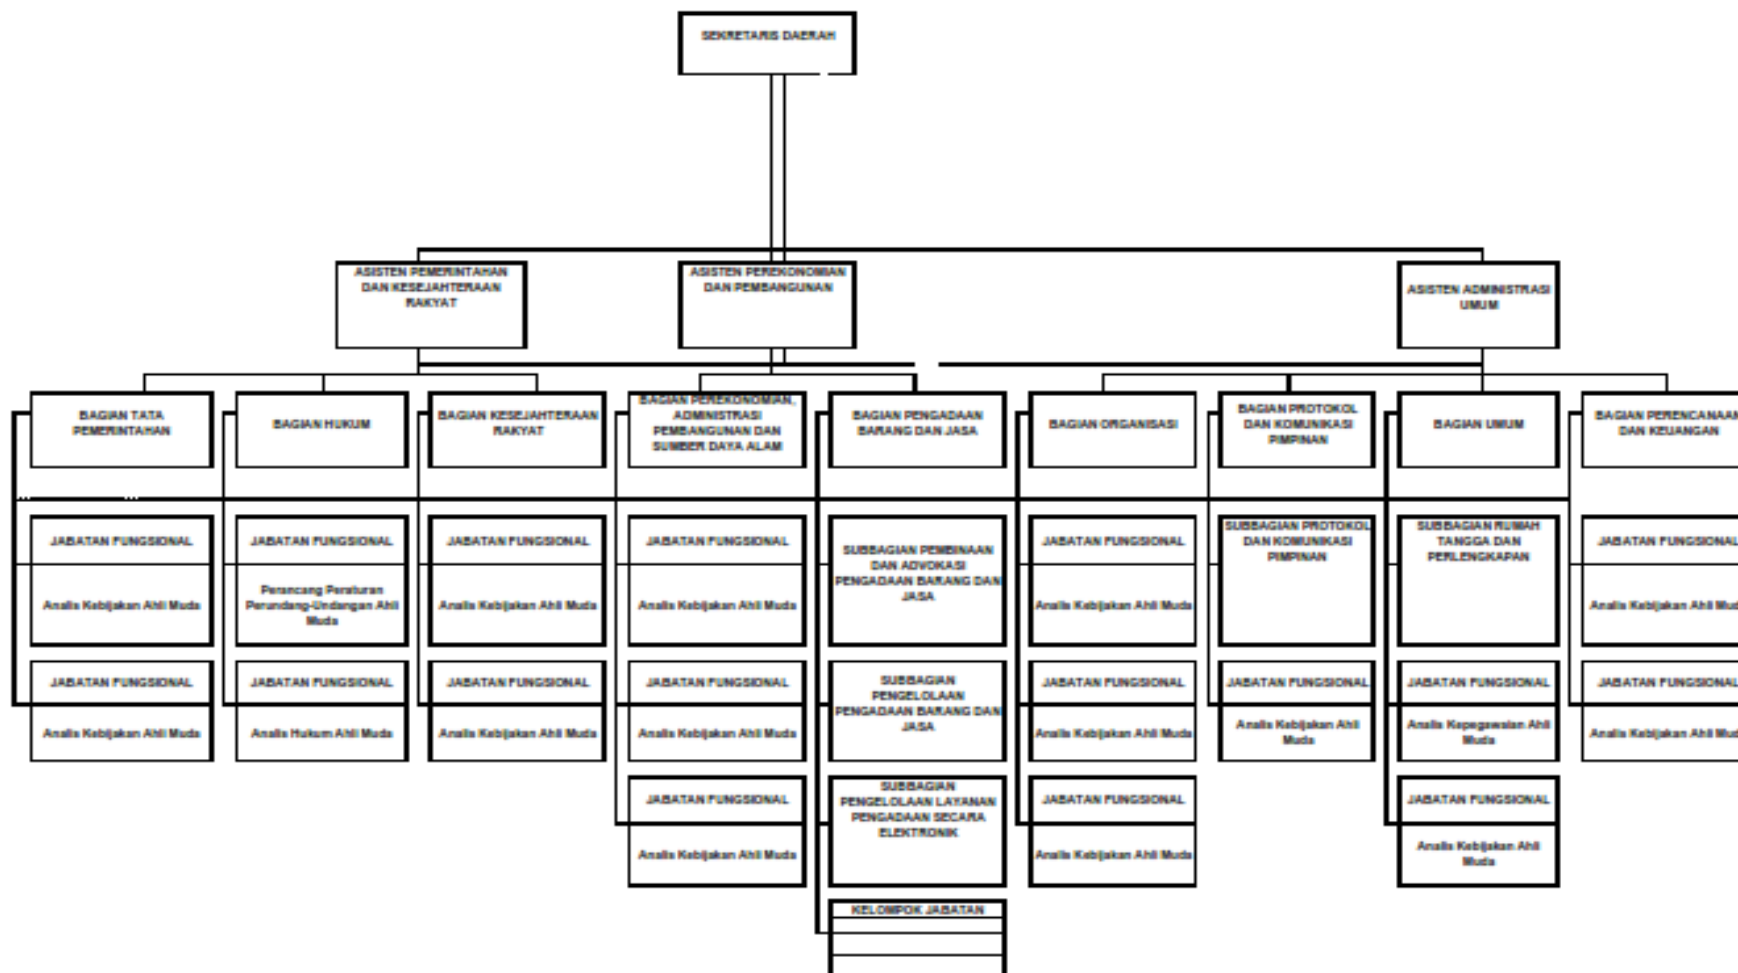 SEKRETARIS DAERAH
ASISTEN PEMERINTAHAN
DAN KESEJAHTERAAN
RAKYAT
ASISTEN PEREKONOMIAN
DAN PEMBANGUNAN
ASISTEN ADMINISTRASI
UMUM
BAGIAN TATA
PEMERINTAHAN
BAGIAN HUKUM
BAGIAN KESEJAHTERAAN
RAKYAT
BAGIAN PEREKONOMIAN,
ADMINISTRASI
PEMBANGUNAN DAN
SUMBER DAYA ALAM
BAGIAN PENGADAAN
BARANG DAN JASA
BAGIAN ORGANISASI
BAGIAN PROTOKOL
DAN KOMUNIKASI
PIMPINAN
BAGIAN UMUM
BAGIAN PERENCANAAN
DAN KEUANGAN
JABATAN FUNGSIONAL
Analis Kebijakan Ahli Muda
JABATAN FUNGSIONAL
Perancang Peraturan
Perundang-Undangan Ahli
Muda
JABATAN FUNGSIONAL
Analis Kebijakan Ahli Muda
JABATAN FUNGSIONAL
Analis Kebijakan Ahli Muda
SUBBAGIAN PEMBINAAN
DAN ADVOKASI
PENGADAAN BARANG DAN
JASA
JABATAN FUNGSIONAL
Analis Kebijakan Ahli Muda
SUBBAGIAN PROTOKOL
DAN KOMUNIKASI
PIMPINAN
SUBBAGIAN RUMAH
TANGGA DAN
PERLENGKAPAN
JABATAN FUNGSIONAL
Analis Kebijakan Ahli Mud
JABATAN FUNGSIONAL
Analis Kebijakan Ahli Muda
JABATAN FUNGSIONAL
Analis Hukum Ahli Muda
JABATAN FUNGSIONAL
Analis Kebijakan Ahli Muda
JABATAN FUNGSIONAL
Analis Kebijakan Ahli Muda
SUBBAGIAN
PENGELOLAAN
PENGADAAN BARANG DAN
JASA
JABATAN FUNGSIONAL
Analis Kebijakan Ahli Muda
JABATAN FUNGSIONAL
Analis Kebijakan Ahli
Muda
JABATAN FUNGSIONAL
Analis Kepegawaian Ahli
Muda
JABATAN FUNGSIONAL
Analis Kebijakan Ahli Mud
JABATAN FUNGSIONAL
Analis Kebijakan Ahli Muda
SUBBAGIAN
PENGELOLAAN LAYANAN
PENGADAAN SECARA
ELEKTRONIK
JABATAN FUNGSIONAL
Analis Kebijakan Ahli Muda
JABATAN FUNGSIONAL
Analis Kebijakan Ahli
Muda
KELOMPOK JABATAN